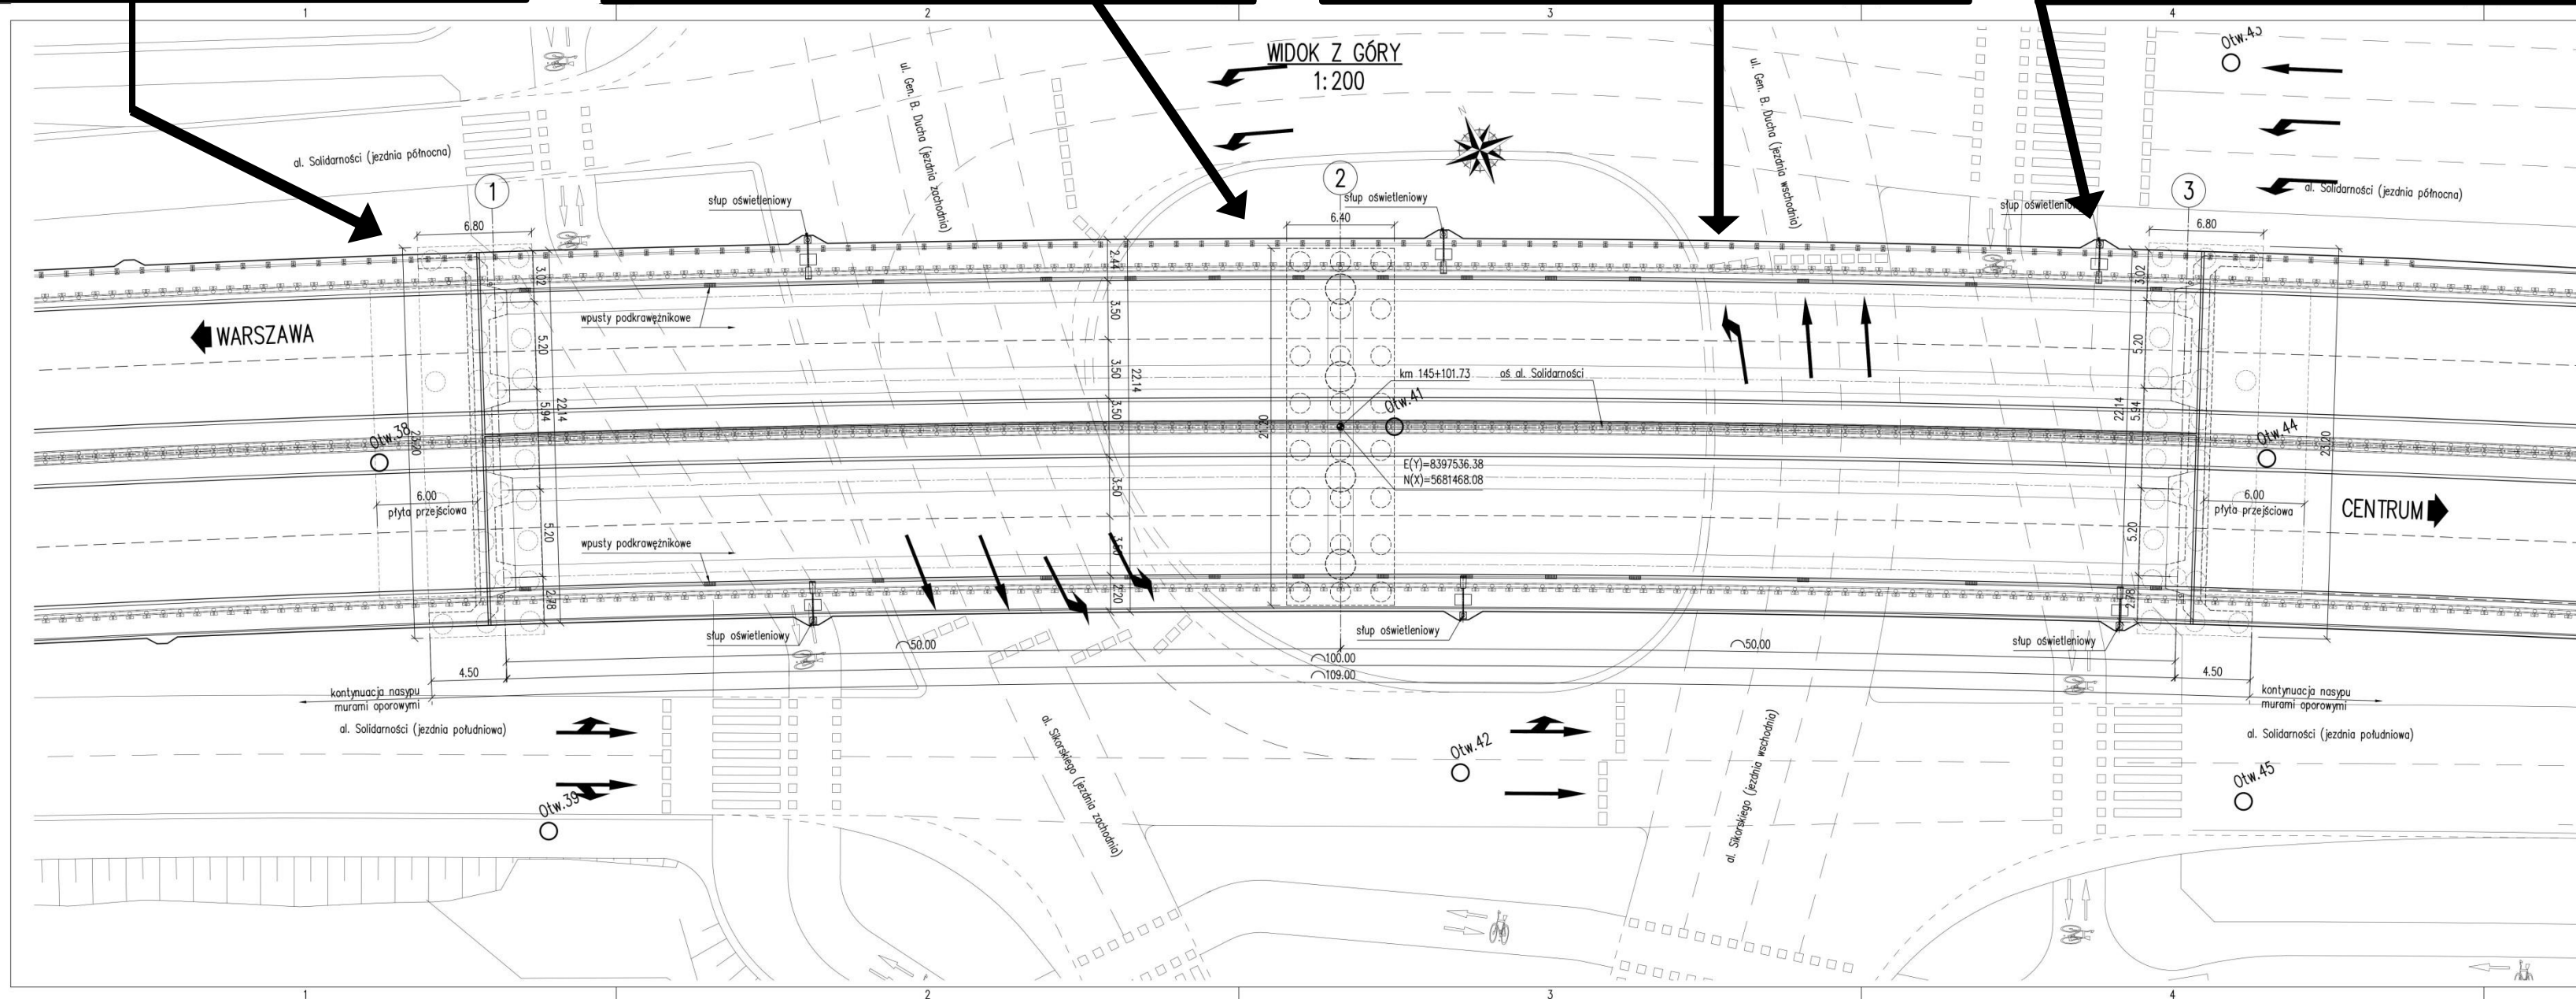 1 2 3 4
WIDOK Z GÓRY
1:200
N
Otw.43
ul. Gen. B. Ducha (jezdnia zachodnia)
ul. Gen. B. Ducha (jezdnia wschodnia)
al. Solidarności (jezdnia północna)
al. Solidarności (jezdnia północna)
1
2
3
słup oświetleniowy
słup oświetleniowy
słup oświetleniowy
6.80
6.40
6.80
3.02
2.44
3.02
wpusty podkrawężnikowe
3.50
WARSZAWA
5.20
3.50
22.14
5.20
km 145+101.73
oś al. Solidarności
5.94
22.14
3.50
Otw.41
22.14
5.94
Otw.38
Otw.44
23.20
E(Y)=8397536.38
N(X)=5681468.08
6.00
płyta przejściowa
3.50
6.00
płyta przejściowa
CENTRUM
5.20
5.20
wpusty podkrawężnikowe
3.50
2.78
2.20
2.78
słup oświetleniowy
słup oświetleniowy
słup oświetleniowy
50.00
50.00
100.00
109.00
4.50
4.50
kontynuacja nasypu
murami oporowymi
kontynuacja nasypu
murami oporowymi
al. Solidarności (jezdnia południowa)
al. Solidarności (jezdnia południowa)
al. Sikorskiego (jezdnia zachodnia)
al. Sikorskiego (jezdnia wschodnia)
Otw.42
Otw.39
Otw.45
1 2 3 4